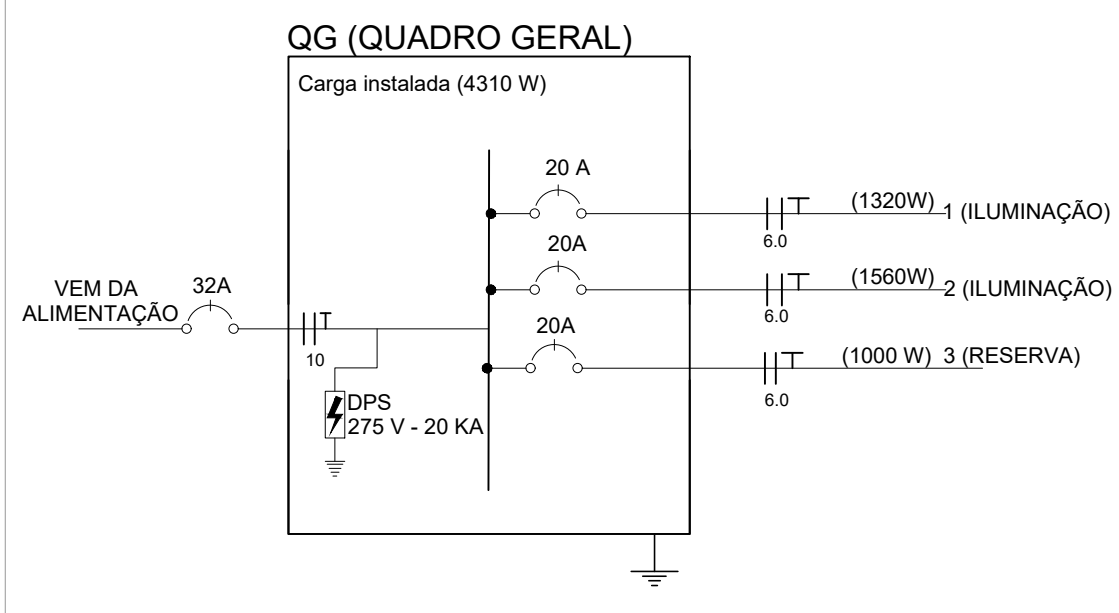 QG (QUADRO GERAL)
Carga instalada (4310 W)
20 A
(1320W) 1 (ILUMINAÇÃO)
6.0
20A
(1560W) 2 (ILUMINAÇÃO)
6.0
VEM DA
ALIMENTAÇÃO
32A
10
20A
(1000 W) 3 (RESERVA)
6.0
DPS
275 V - 20 KA